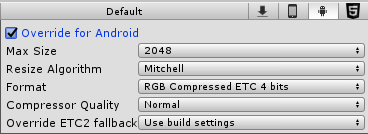 Default
Override for Android
Max Size 2048
Resize Algorithm Mitchell
Format RGB Compressed ETC 4 bits
Compressor Quality Normal
Override ETC2 fallback Use build settings